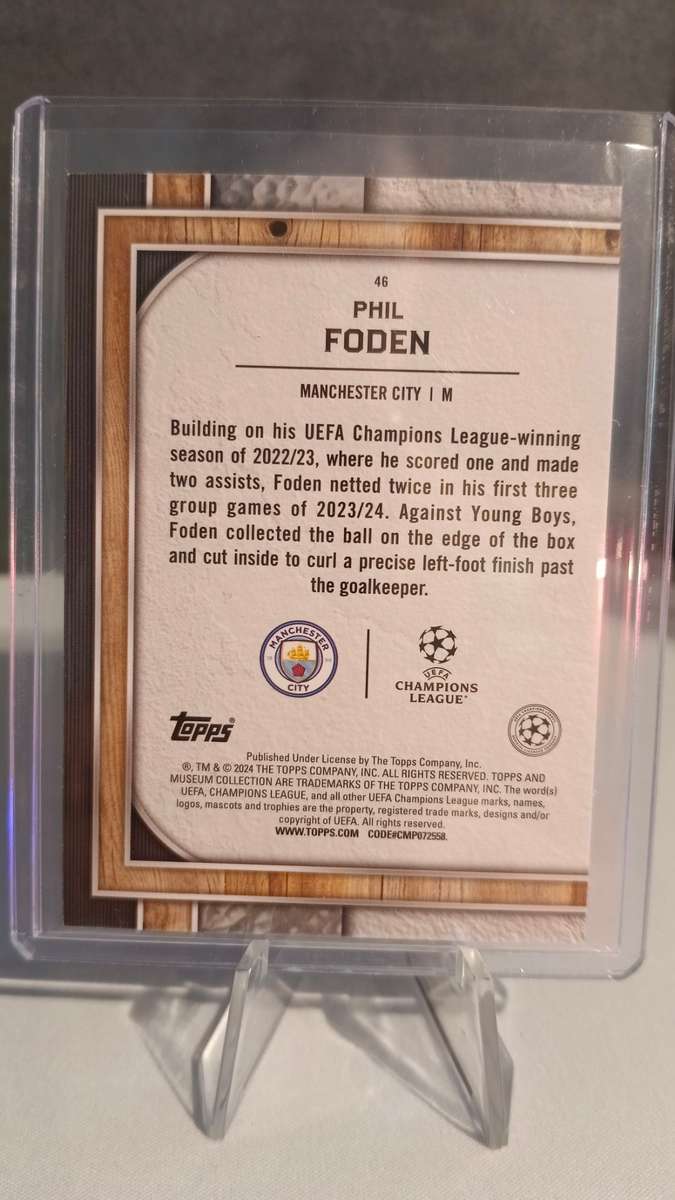 46
PHIL
FODEN
MANCHESTER CITY | M
Building on his UEFA Champions League-winning
season of 2022/23, where he scored one and made
two assists, Foden netted twice in his first three
group games of 2023/24. Against Young Boys,
Foden collected the ball on the edge of the box
and cut inside to curl a precise left-foot finish past
the goalkeeper.
MANCHESTER
CITY
UEFA
CHAMPIONS
LEAGUE®
Topps®
Published Under License by The Topps Company, Inc.
®, TM & © 2024 THE TOPPS COMPANY, INC. ALL RIGHTS RESERVED. TOPPS AND
MUSEUM COLLECTION ARE TRADEMARKS OF THE TOPPS COMPANY, INC. The word(s)
UEFA, CHAMPIONS LEAGUE, and all other UEFA Champions League marks, names,
logos, mascots and trophies are the property, registered trade marks, designs and/or
copyright of UEFA. All rights reserved.
WWW.TOPPS.COM CODE#CMP072558.